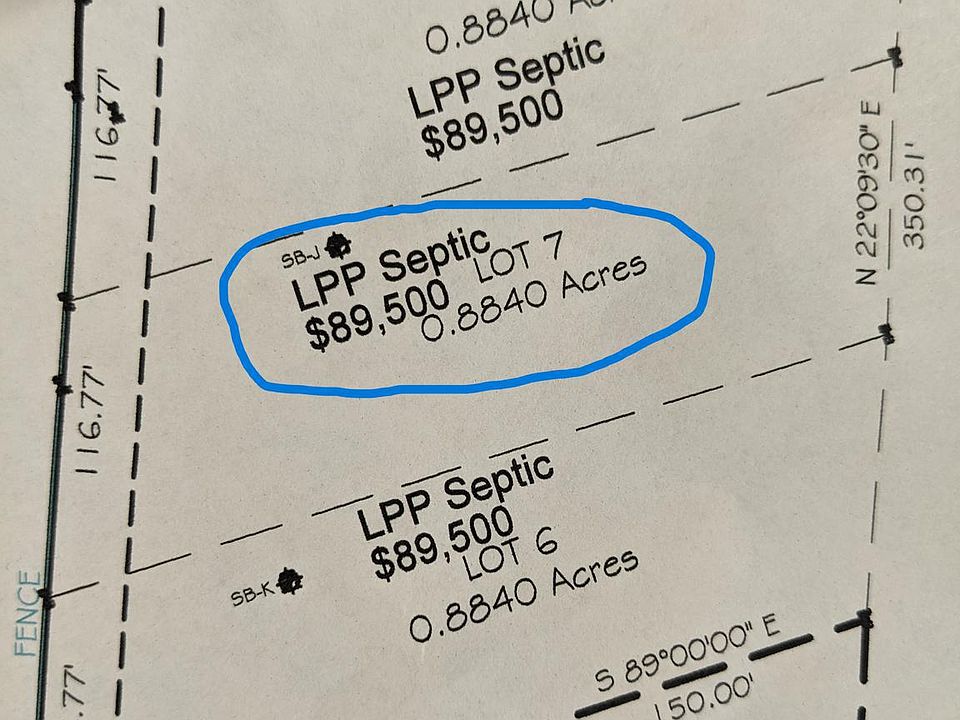 0.8840
LPP Septic
$89,500
116.77'
N 22°09'30" E
350.31'
SB-J
LPP Septic
$89,500
LOT 7
0.8840 Acres
116.77'
LPP Septic
$89,500
LOT 6
0.8840 Acres
SB-K
FENCE
.77'
S 89°00'00" E
150.00'